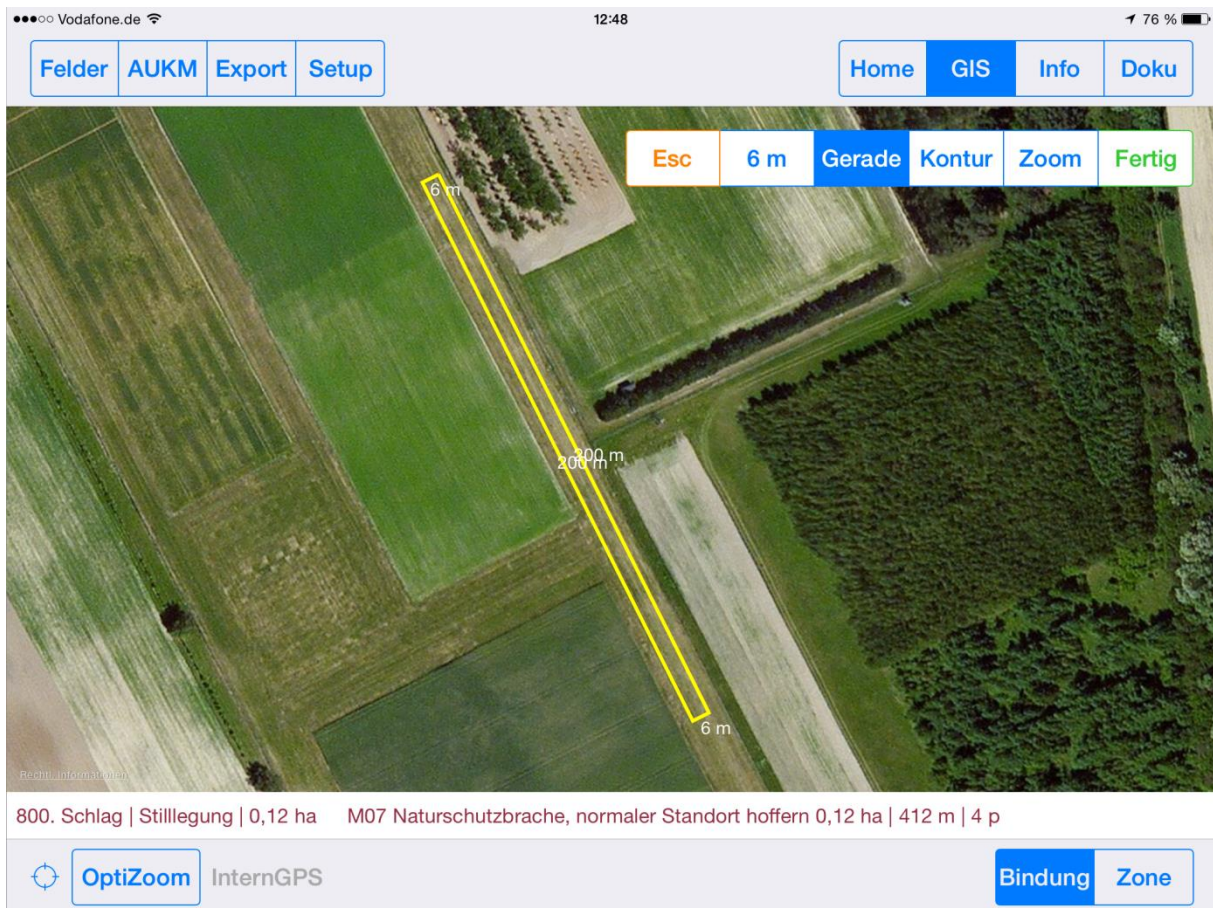 Vodafone.de 12:48 76 %
Felder AUKM Export Setup Home GIS Info Doku
Esc 6 m Gerade Kontur Zoom Fertig
6 m
200 m
200 m
6 m
Rechtl. Informationen
800. Schlag | Stilllegung | 0,12 ha M07 Naturschutzbrache, normaler Standort hoffern 0,12 ha | 412 m | 4 p
OptiZoom InternGPS Bindung Zone